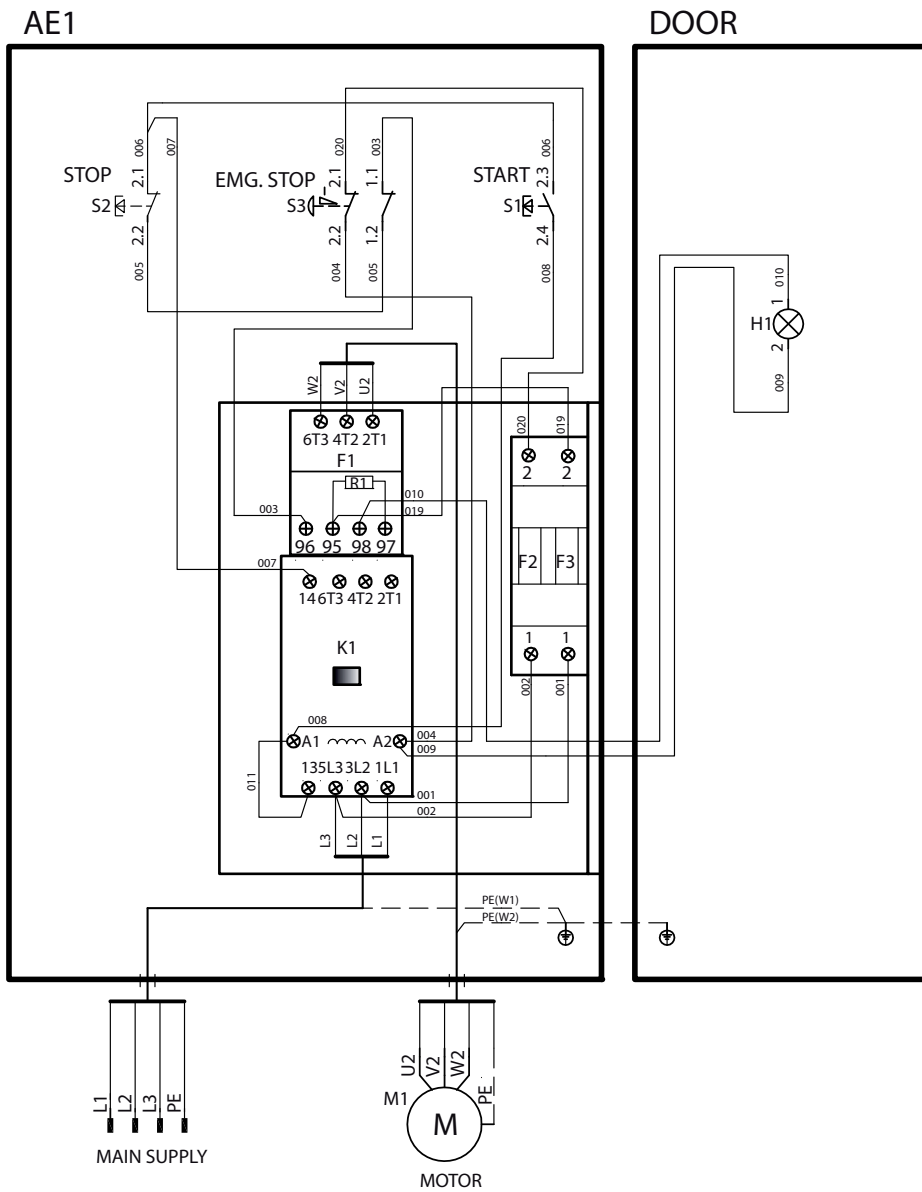 AE1
DOOR
006
007
020
003
006
STOP
EMG. STOP
START
2.1
2.1
1.1
2.3
S2
S3
S1
2.2
2.2
1.2
2.4
005
004
005
008
010
1
H1
2
009
W2
V2
U2
6T3 4T2 2T1
F1
R1
010
003
019
020
019
2 2
96 95 98 97
F2 F3
007
14 6T3 4T2 2T1
K1
1 1
002
001
008
A1
A2
004
009
13 5L3 3L2 1L1
011
001
002
L3
L2
L1
PE(W1)
PE(W2)
L1
L2
L3
PE
U2
V2
W2
PE
M1
M
MAIN SUPPLY
MOTOR